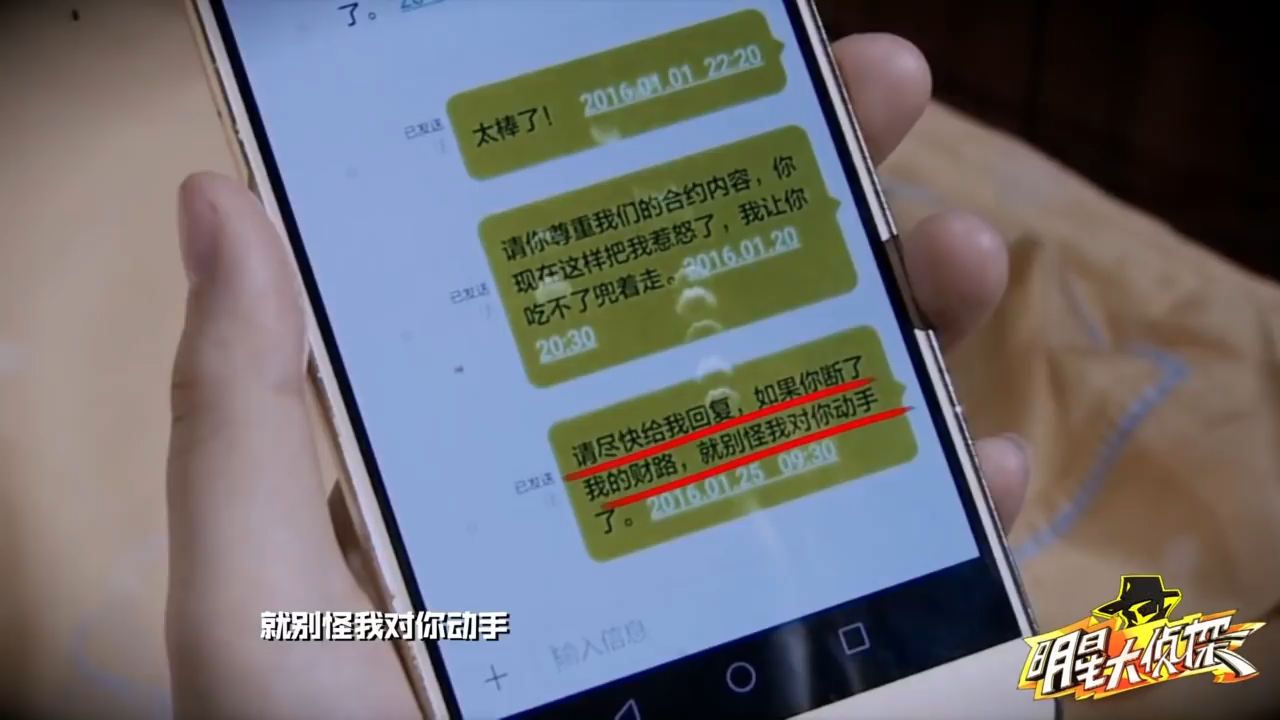 了。
已发送
太棒了! 2016.01.01 22:20
已发送
请你尊重我们的合约内容，你
现在这样把我惹怒了，我让你
吃不了兜着走。2016.01.20
20:30
已发送
请尽快给我回复，如果你断了
我的财路，就别怪我对你动手
了。2016.01.25 09:30
输入信息
就别怪我对你动手
明星大侦探